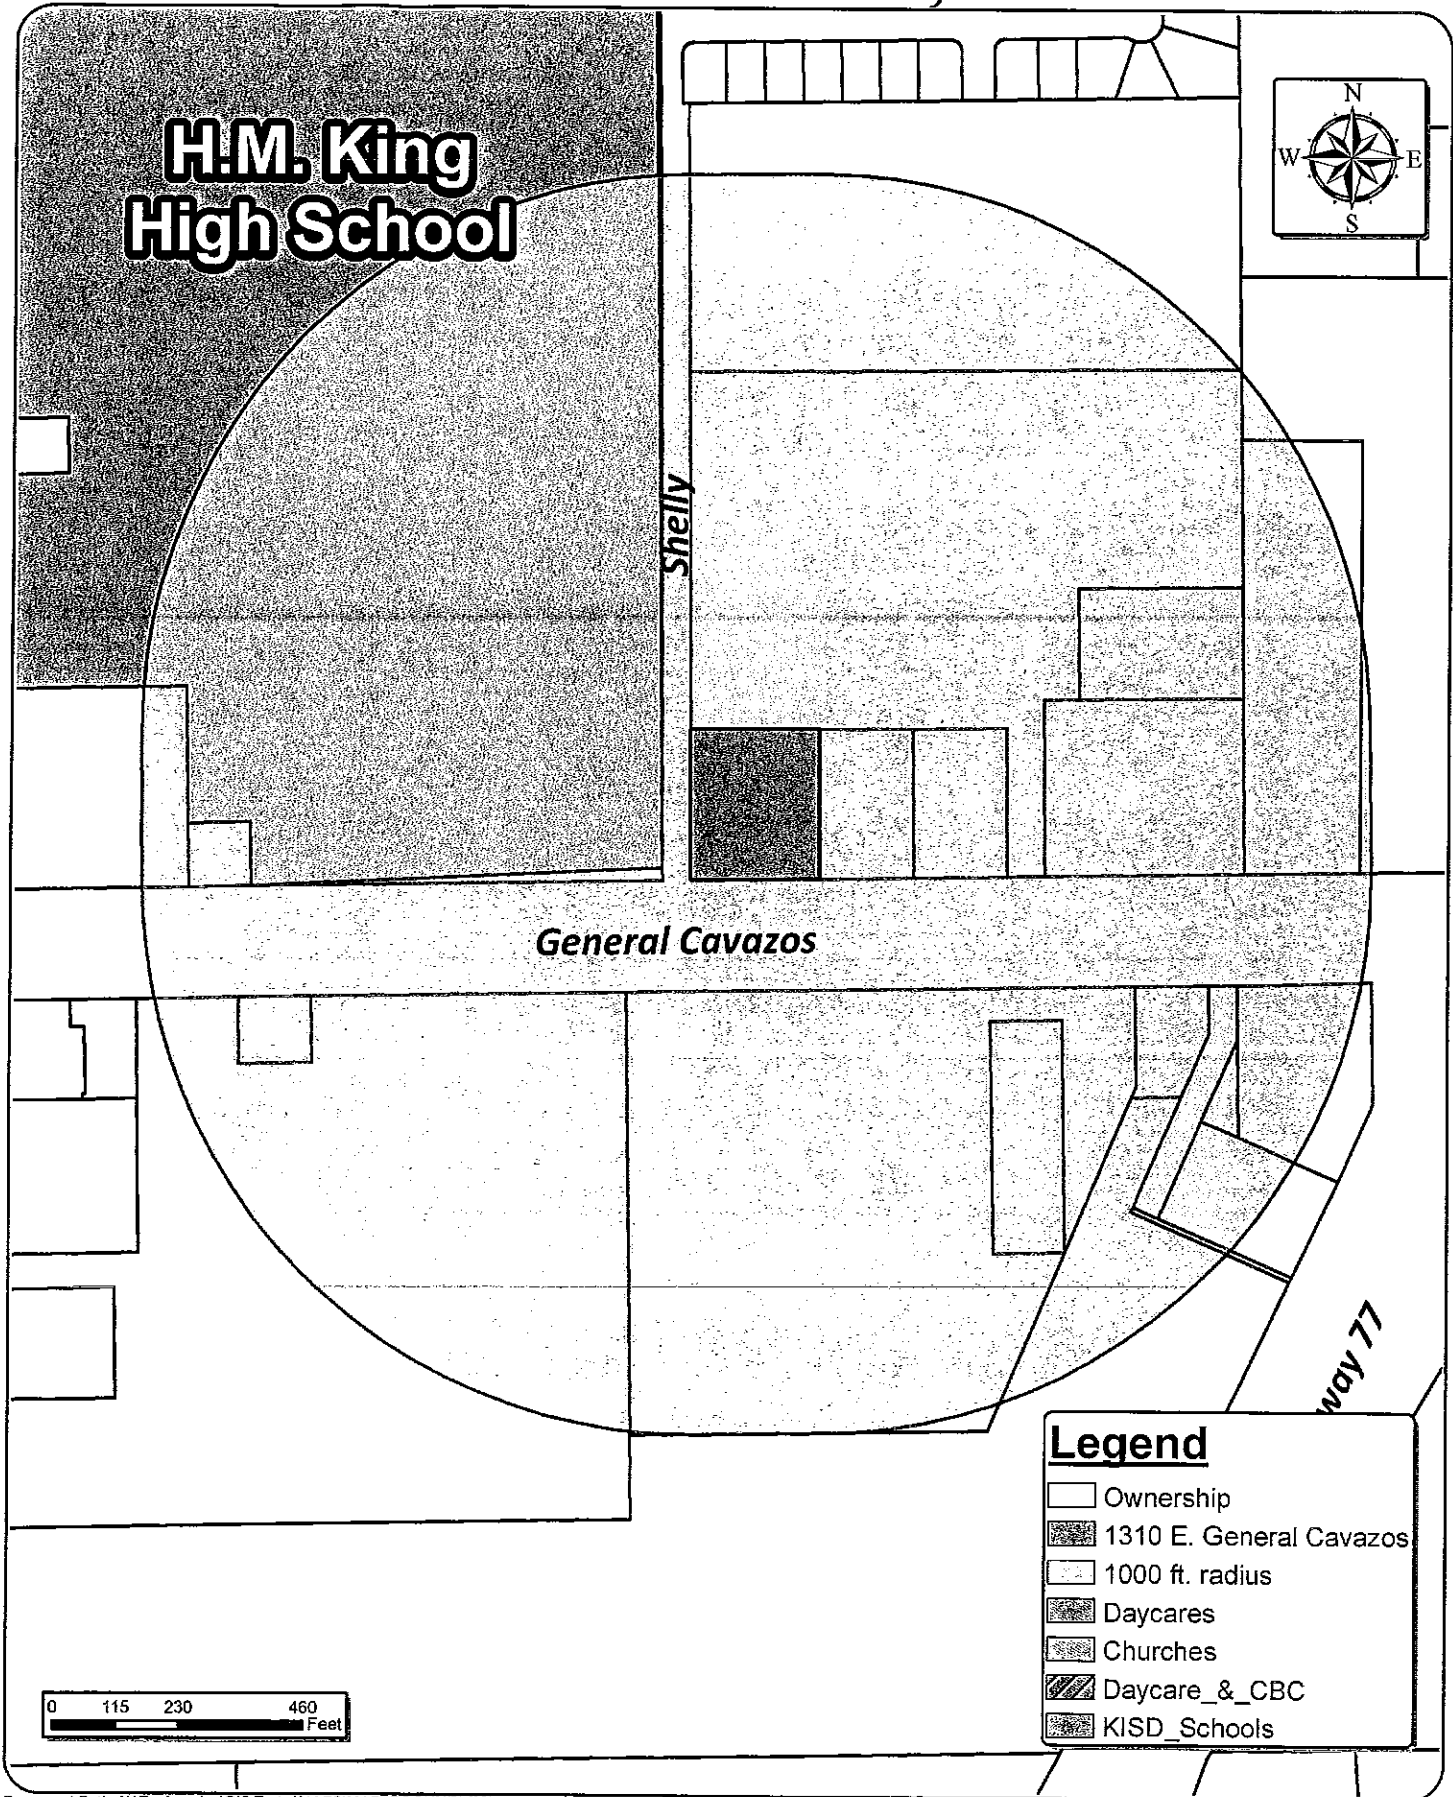 H.M. King
High School
N
W E
S
Shelly
General Cavazos
way 77
Legend
Ownership
1310 E. General Cavazos
1000 ft. radius
Daycares
Churches
Daycare_&_CBC
KISD_Schools
0 115 230 460
Feet